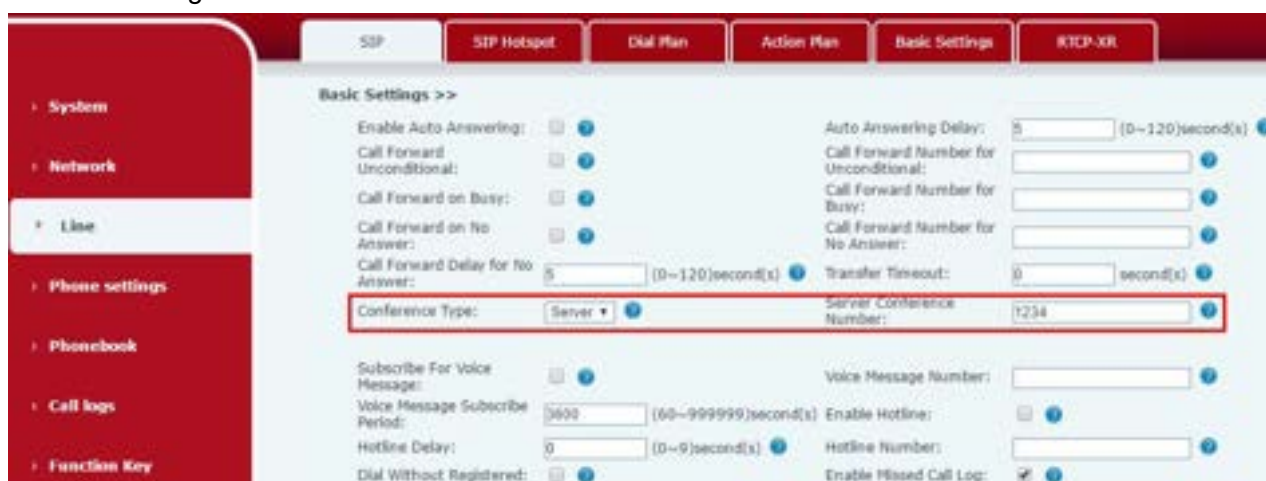 SIP
SIP Hotspot
Dial Plan
Action Plan
Basic Settings
RTCP-XR
System
Network
Line
Phone settings
Phonebook
Call logs
Function Key
Basic Settings >>
Enable Auto Answering:
Auto Answering Delay: 5 (0~120)second(s)
Call Forward
Unconditional:
Call Forward Number for
Unconditional:
Call Forward on Busy:
Call Forward Number for
Busy:
Call Forward on No
Answer:
Call Forward Number for
No Answer:
Call Forward Delay for No
Answer: 5 (0~120)second(s)
Transfer Timeout: 0 second(s)
Conference Type: Server
Server Conference
Number: 1234
Subscribe For Voice
Message:
Voice Message Number:
Voice Message Subscribe
Period: 3600 (60~999999)second(s)
Enable Hotline:
Hotline Delay: 0 (0~9)second(s)
Hotline Number:
Dial Without Registered:
Enable Missed Call Log: